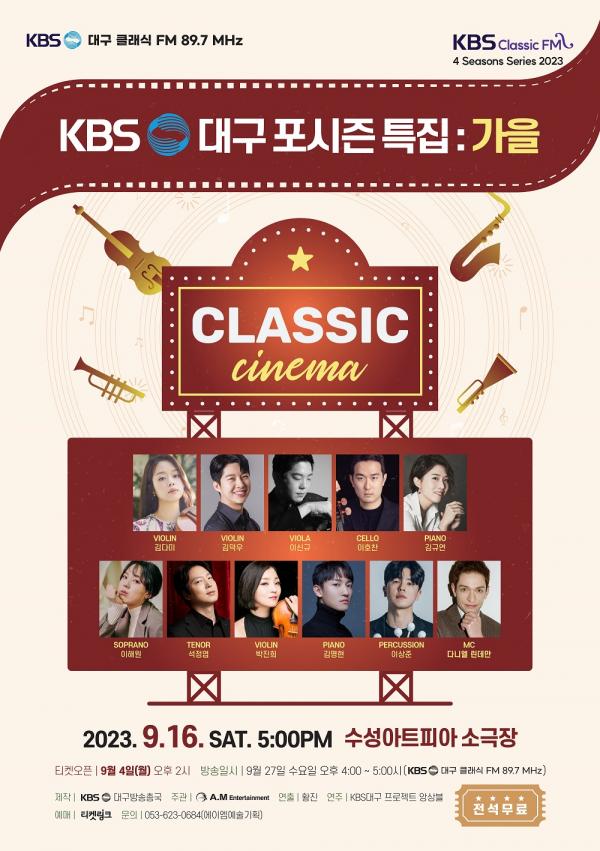 KBS 대구 클래식 FM 89.7 MHz
KBS Classic FM
4 Seasons Series 2023
KBS 대구 포시즌 특집 : 가을
CLASSIC
cinema
VIOLIN VIOLIN VIOLA CELLO PIANO
김다미 김덕우 이신규 이호찬 김규연
SOPRANO TENOR VIOLIN PIANO PERCUSSION MC
이해원 석정엽 박진희 김명현 이상준 다니엘 린데만
2023. 9.16. SAT. 5:00PM 수성아트피아 소극장
티켓오픈 | 9월 4일(월) 오후 2시 방송일시 | 9월 27일 수요일 오후 4:00 ~ 5:00시 (KBS 대구 클래식 FM 89.7 MHz)
제작 | KBS 대구방송총국 주관 | A.M Entertainment 연출 | 황진 연주 | KBS대구 프로젝트 앙상블
예매 | 티켓링크 문의 | 053-623-0684(에이엠예술기획)
전석무료